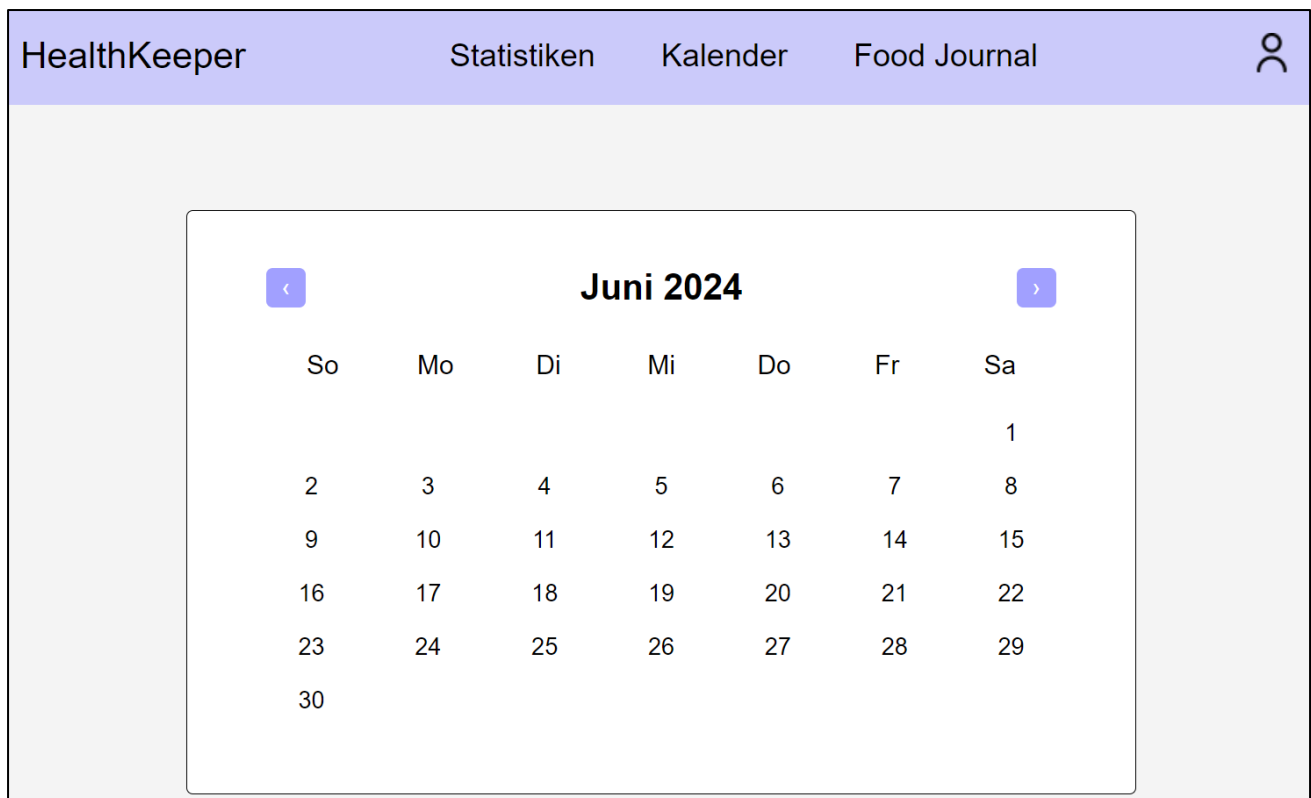 HealthKeeper Statistiken Kalender Food Journal
‹ Juni 2024 ›
So Mo Di Mi Do Fr Sa
1
2 3 4 5 6 7 8
9 10 11 12 13 14 15
16 17 18 19 20 21 22
23 24 25 26 27 28 29
30